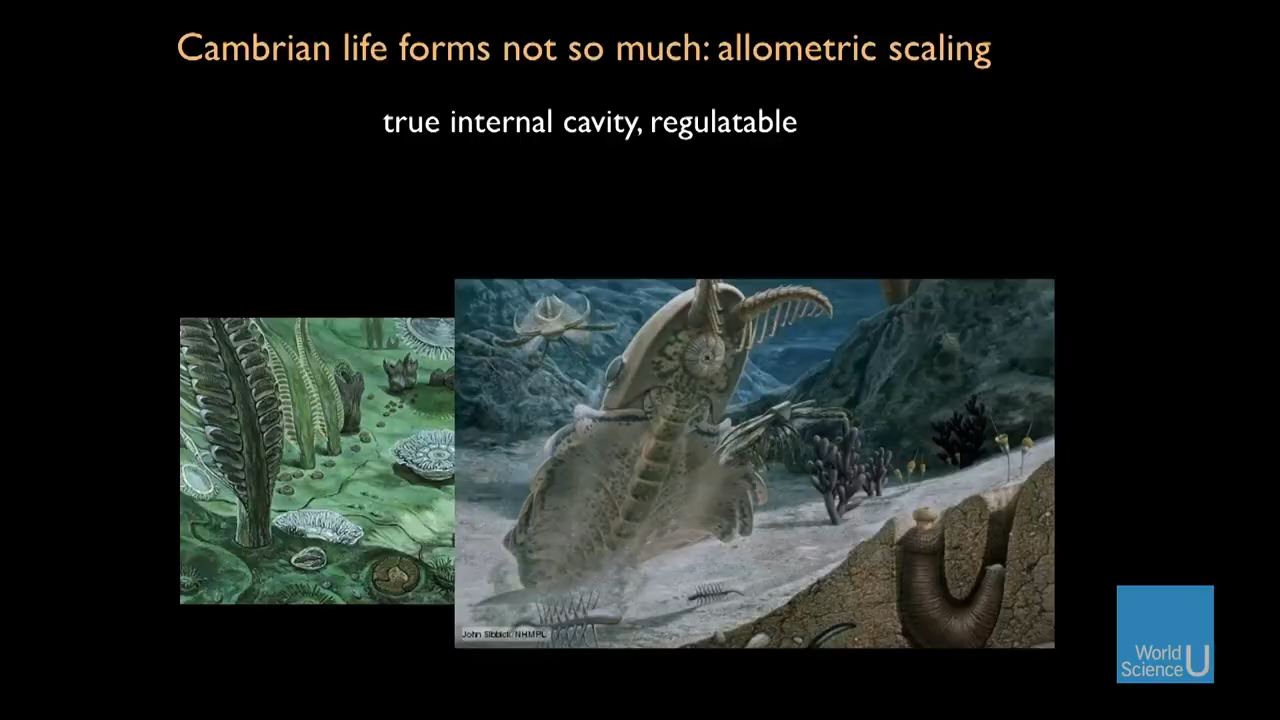 Cambrian life forms not so much: allometric scaling
true internal cavity, regulatable
John Sibbick/NHMPL
World
Science U